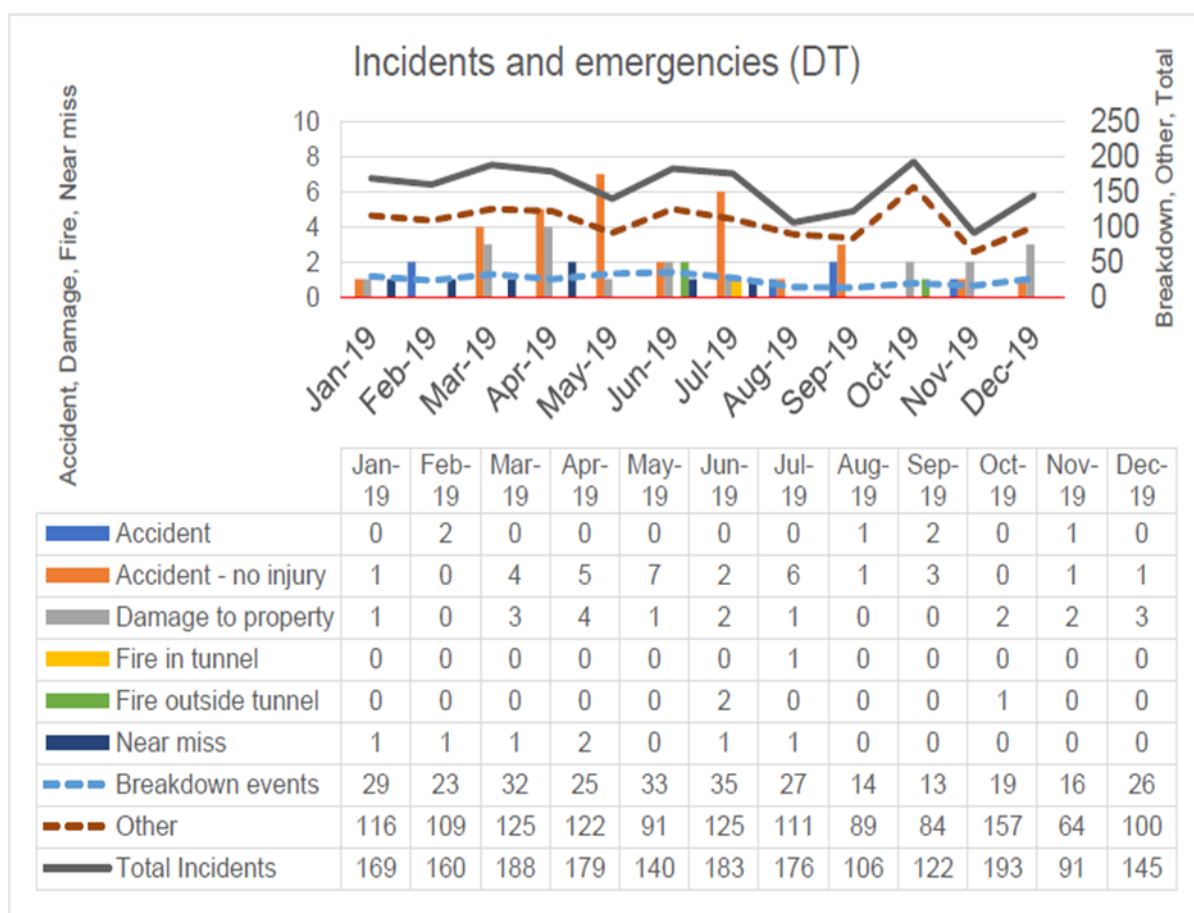 Incidents and emergencies (DT)
Accident, Damage, Fire, Near miss
10
8
6
4
2
0
250
200
150
100
50
0
Breakdown, Other, Total
Jan-19 Feb-19 Mar-19 Apr-19 May-19 Jun-19 Jul-19 Aug-19 Sep-19 Oct-19 Nov-19 Dec-19
Jan- Feb- Mar- Apr- May- Jun- Jul- Aug- Sep- Oct- Nov- Dec-
19 19 19 19 19 19 19 19 19 19 19 19
Accident 0 2 0 0 0 0 0 1 2 0 1 0
Accident - no injury 1 0 4 5 7 2 6 1 3 0 1 1
Damage to property 1 0 3 4 1 2 1 0 0 2 2 3
Fire in tunnel 0 0 0 0 0 0 1 0 0 0 0 0
Fire outside tunnel 0 0 0 0 0 2 0 0 0 1 0 0
Near miss 1 1 1 2 0 1 1 0 0 0 0 0
Breakdown events 29 23 32 25 33 35 27 14 13 19 16 26
Other 116 109 125 122 91 125 111 89 84 157 64 100
Total Incidents 169 160 188 179 140 183 176 106 122 193 91 145